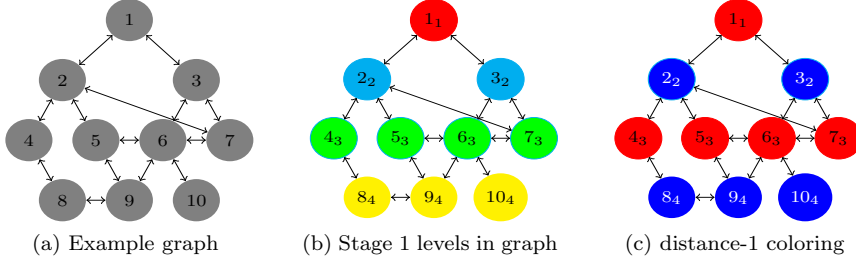 1 1₁ 1₁
2 3 2₂ 3₂ 2₂ 3₂
4 5 6 7 4₃ 5₃ 6₃ 7₃ 4₃ 5₃ 6₃ 7₃
8 9 10 8₄ 9₄ 10₄ 8₄ 9₄ 10₄
(a) Example graph (b) Stage 1 levels in graph (c) distance-1 coloring